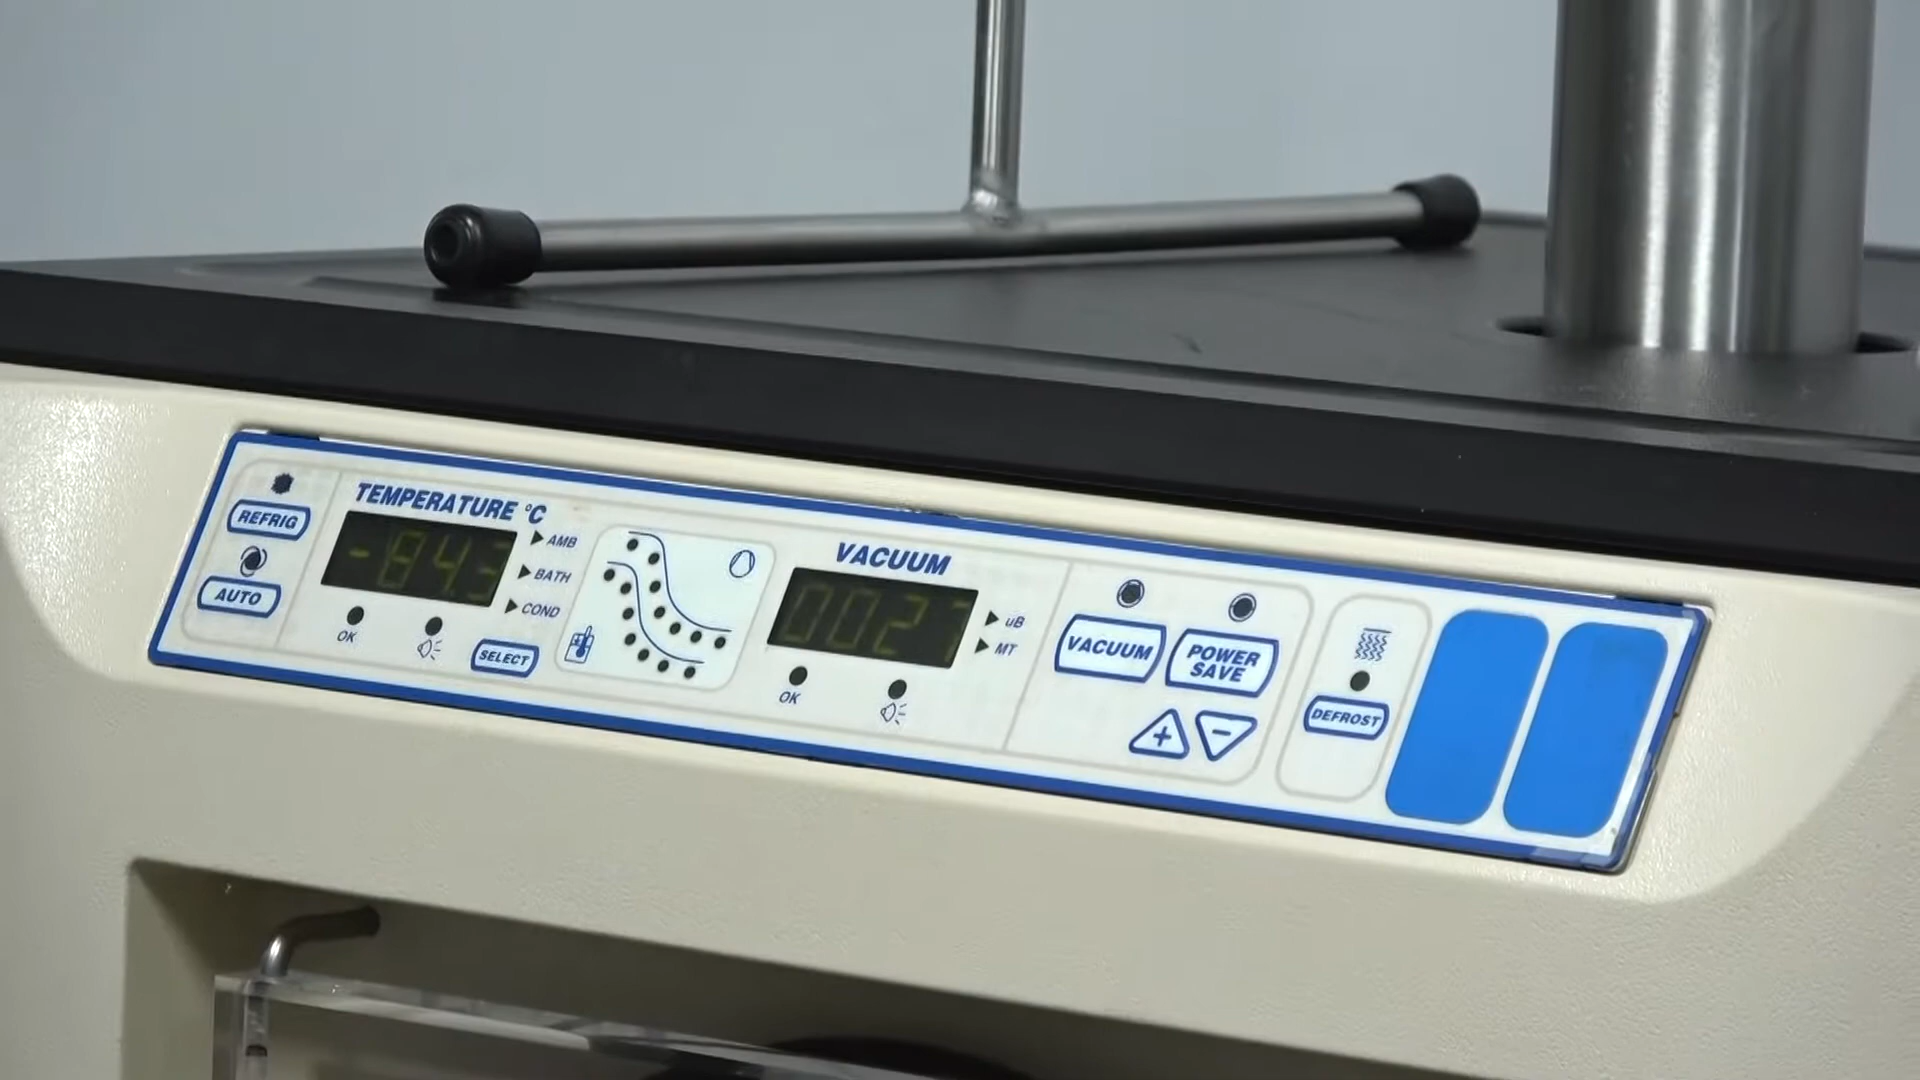 REFRIG
AUTO
TEMPERATURE °C
-84.3
AMB
BATH
COND
OK
SELECT
VACUUM
0027
uB
MT
OK
VACUUM
POWER
SAVE
+
-
DEFROST